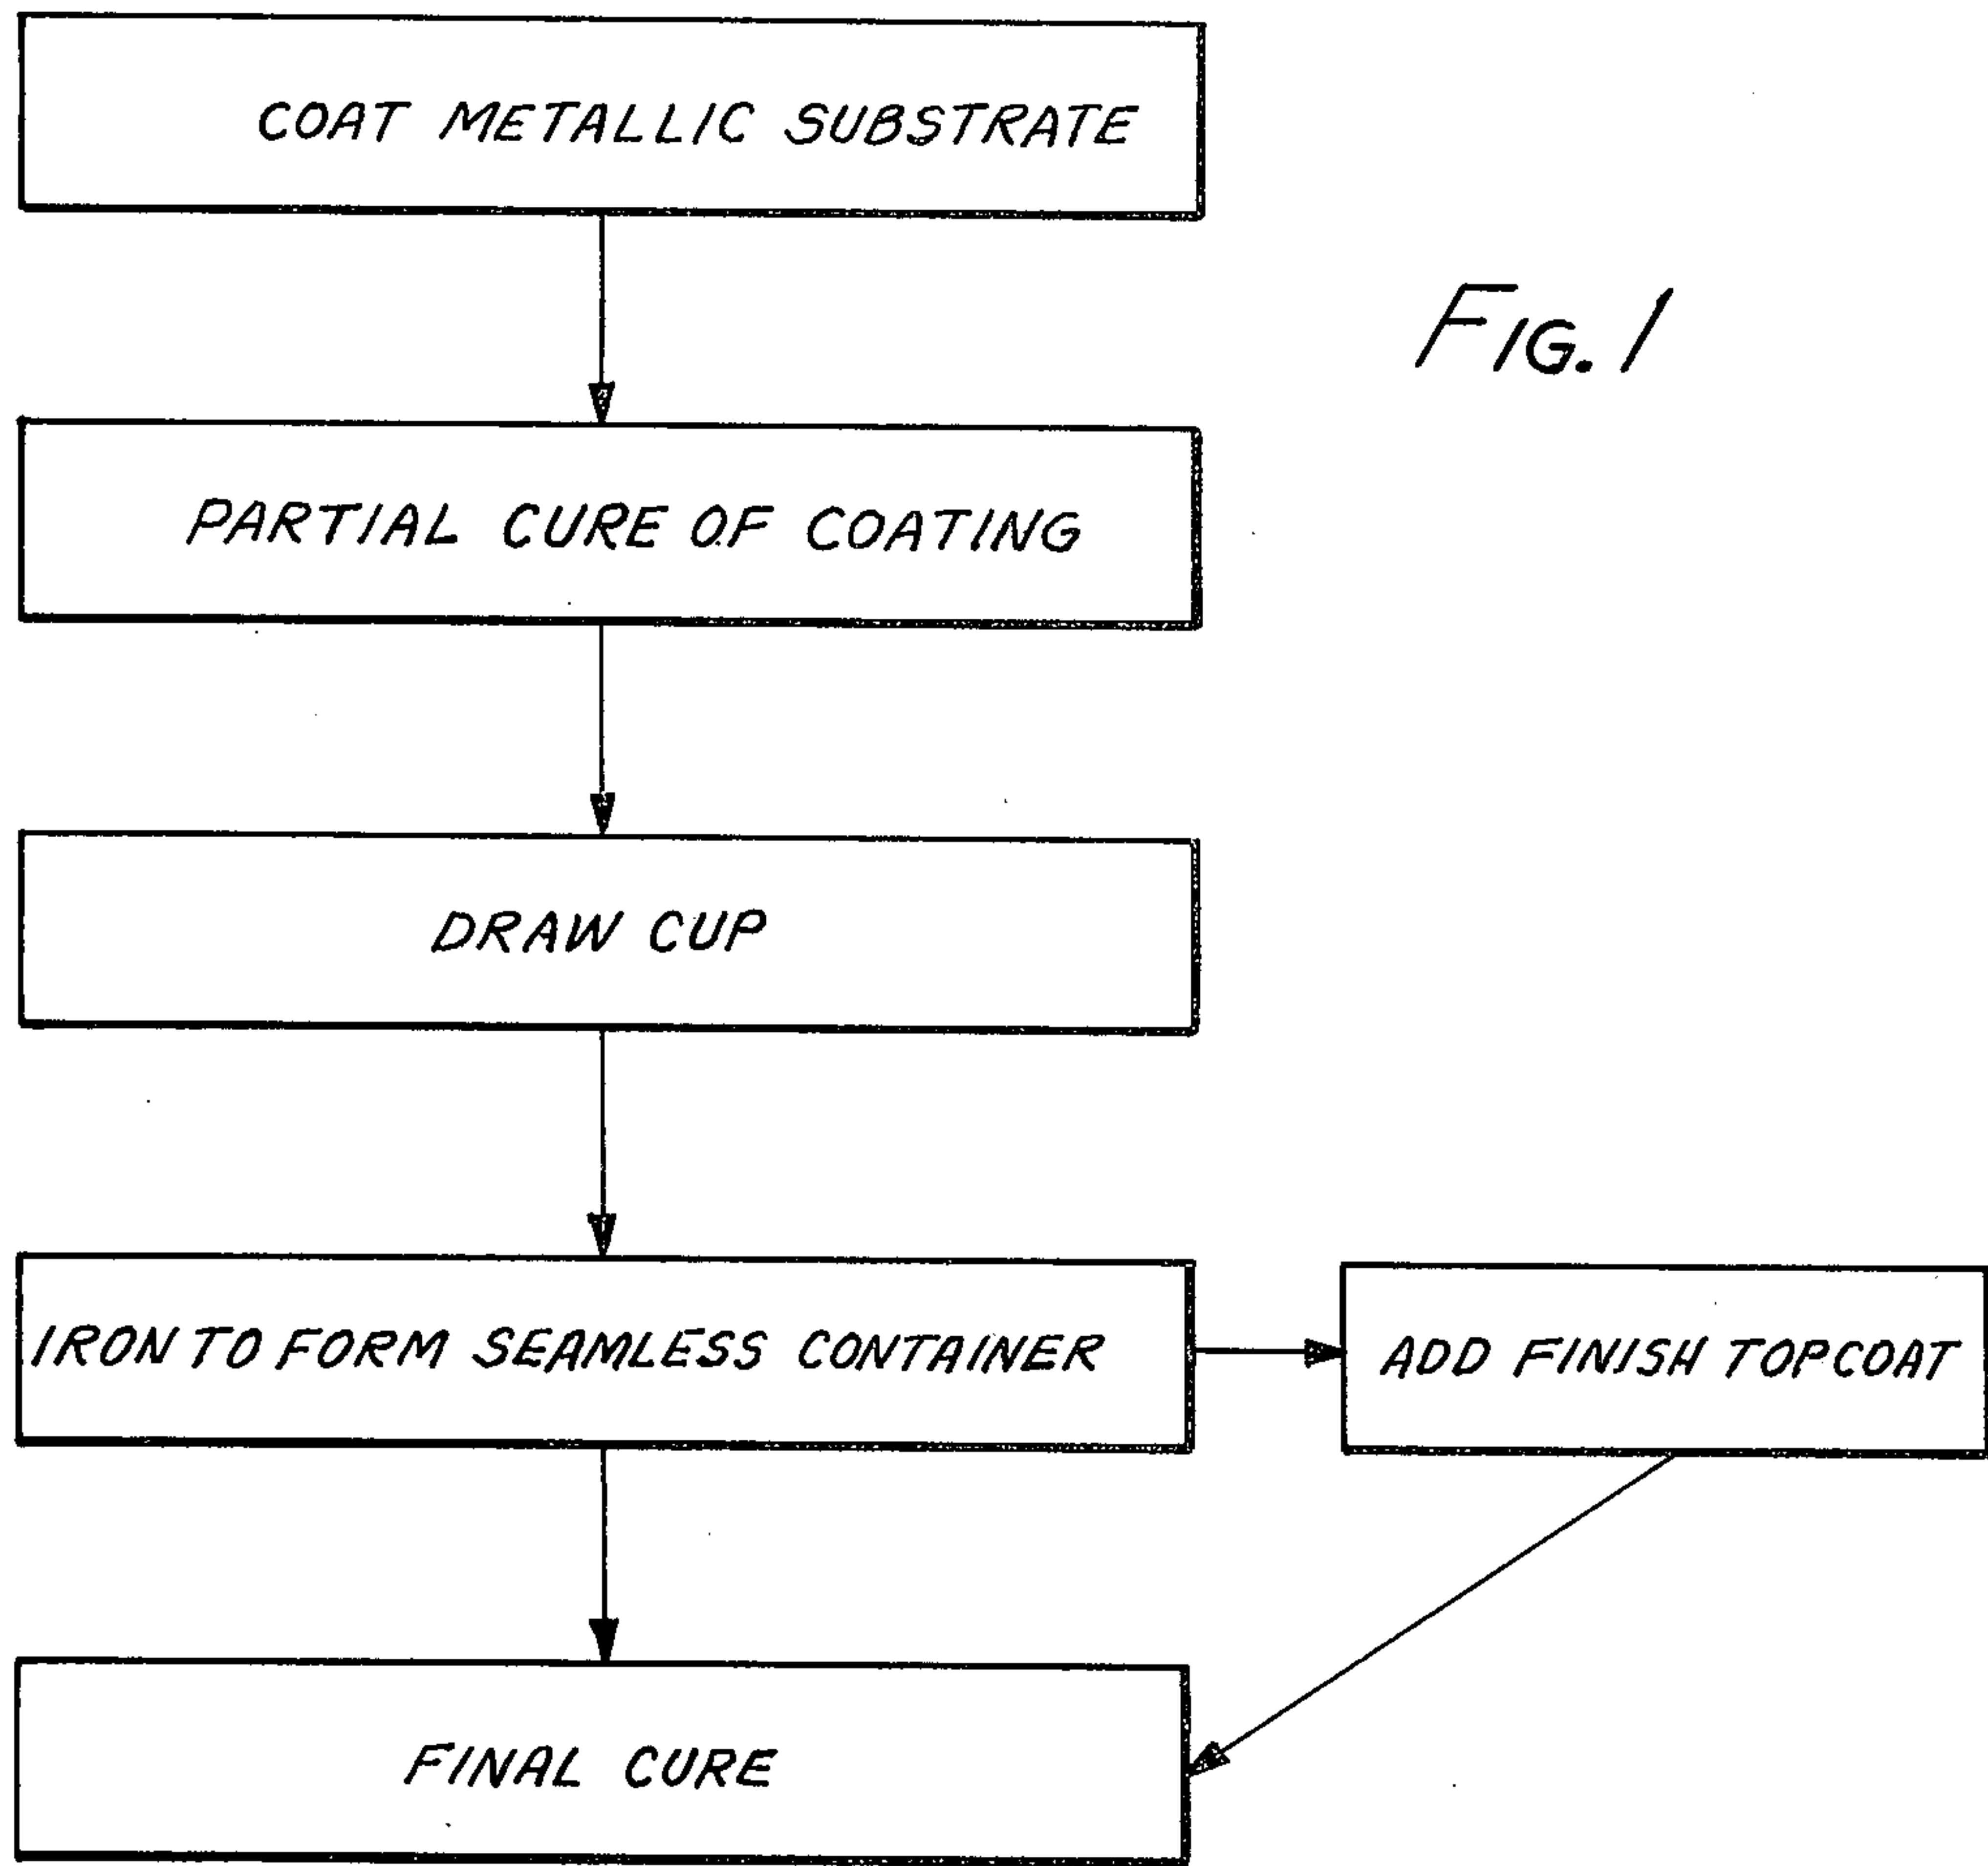 COAT METALLIC SUBSTRATE
FIG. 1
PARTIAL CURE OF COATING
DRAW CUP
IRON TO FORM SEAMLESS CONTAINER
ADD FINISH TOPCOAT
FINAL CURE